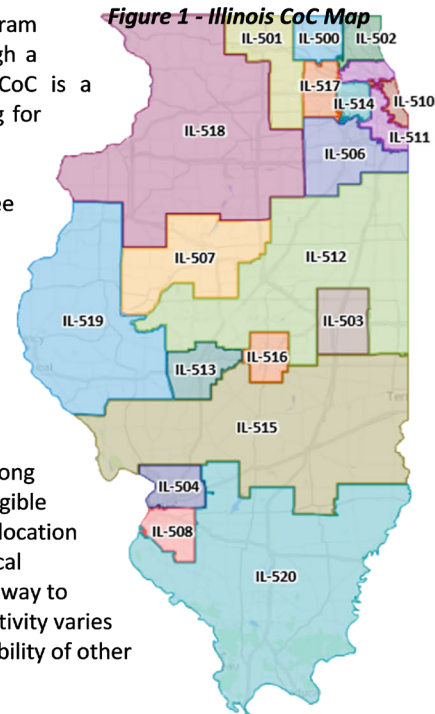 Figure 1 - Illinois CoC Map
ram
gh a
CoC is a
g for
ee
IL-501
IL-500
IL-502
IL-517
IL-514
IL-510
IL-511
IL-518
IL-506
IL-507
IL-512
IL-519
IL-503
IL-516
IL-513
IL-515
IL-504
IL-508
IL-520
ong
gible
location
cal
way to
tivity varies
bility of other